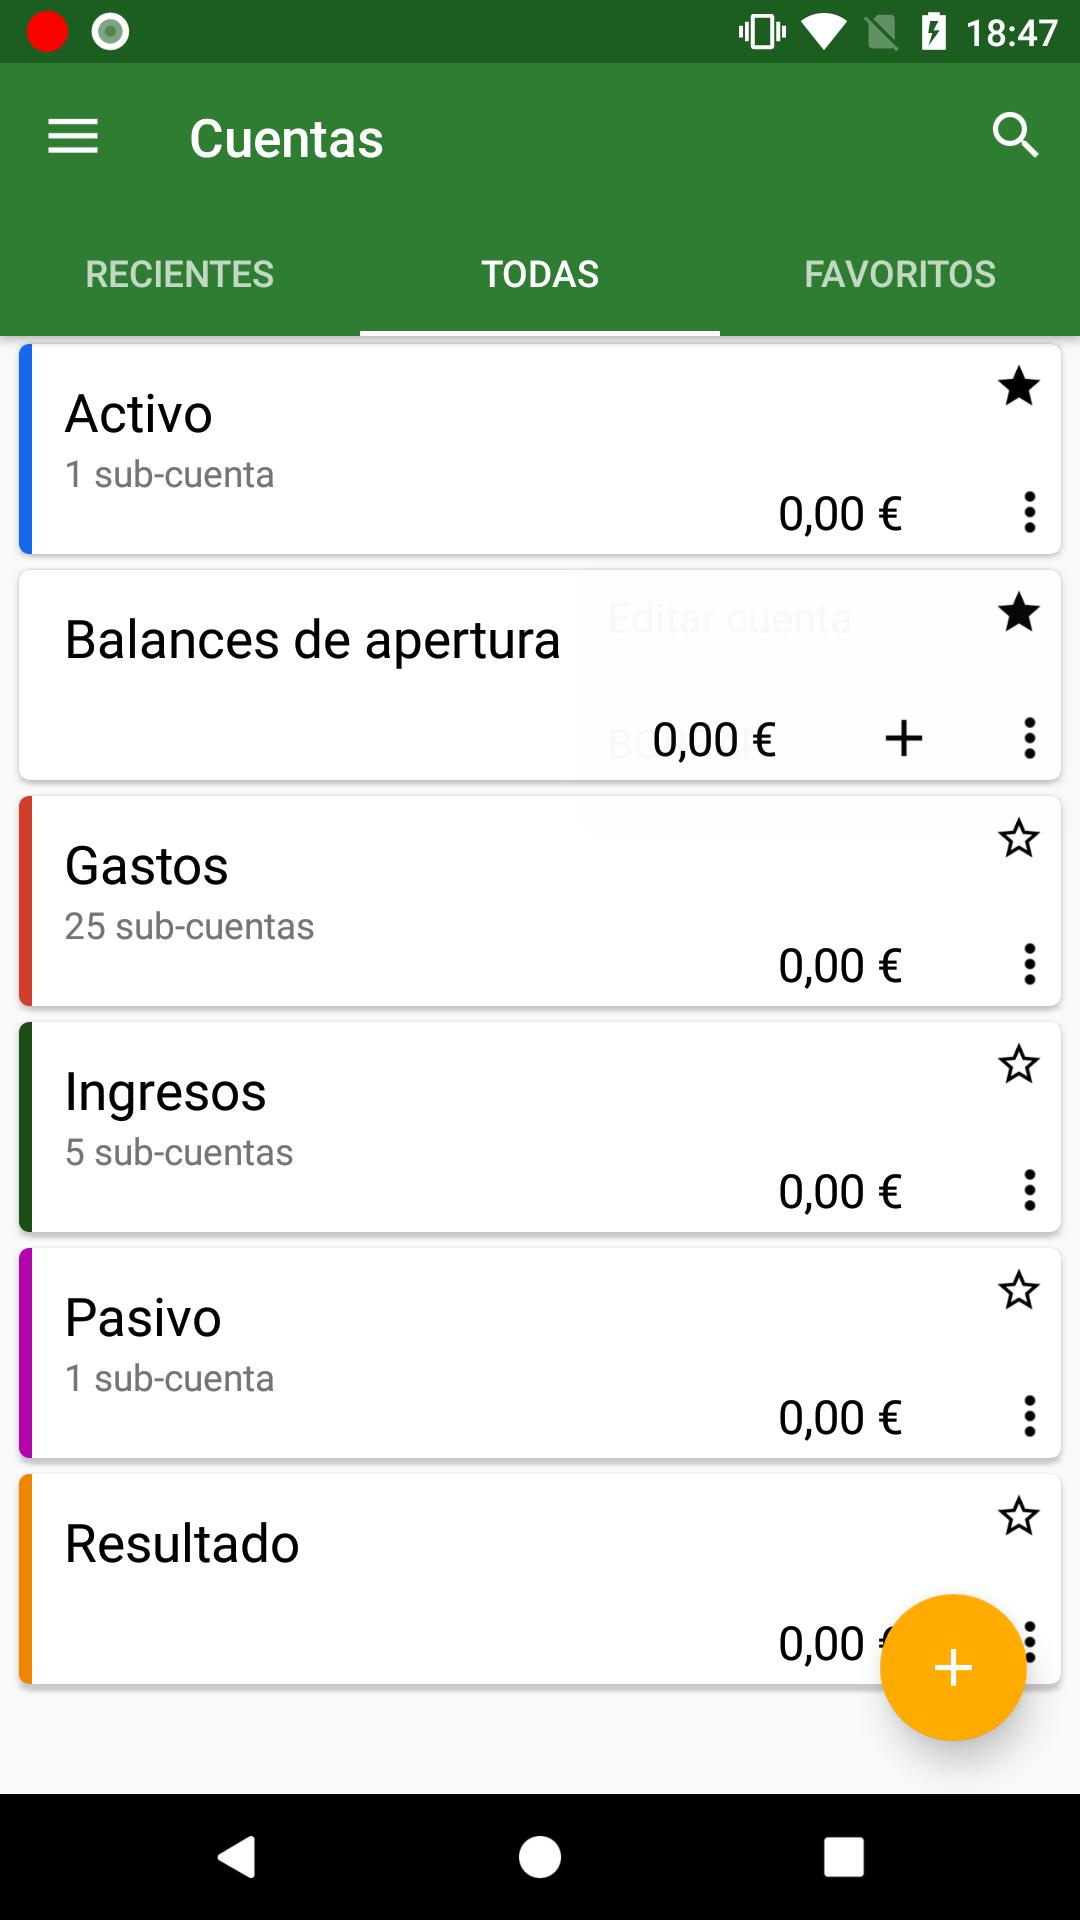 18:47
Cuentas
RECIENTES
TODAS
FAVORITOS
Activo
1 sub-cuenta
0,00 €
Balances de apertura
Editar cuenta
0,00 €
Gastos
25 sub-cuentas
0,00 €
Ingresos
5 sub-cuentas
0,00 €
Pasivo
1 sub-cuenta
0,00 €
Resultado
0,00 €